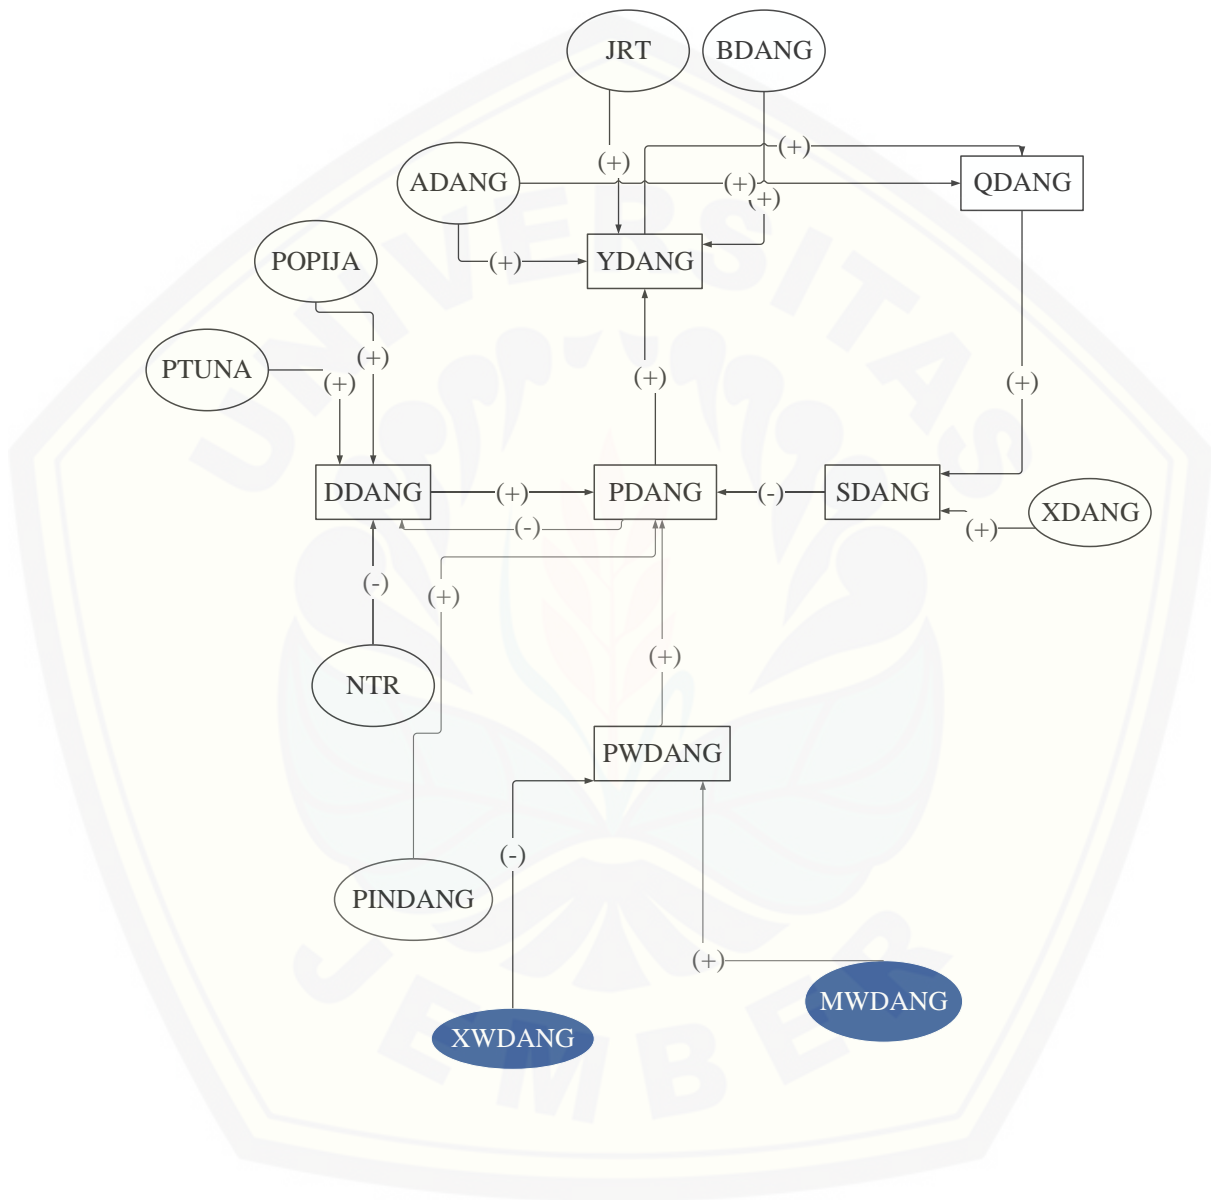 JRT
BDANG
(+)
(+)
ADANG
(+)
QDANG
(+)
POPIJA
(+)
YDANG
PTUNA
(+)
(+)
(+)
(+)
DDANG
(+)
PDANG
(-)
SDANG
XDANG
(-)
(+)
(-)
(+)
(+)
NTR
PWDANG
(-)
PINDANG
(+)
MWDANG
XWDANG
UNIVERSITAS
JEMBER